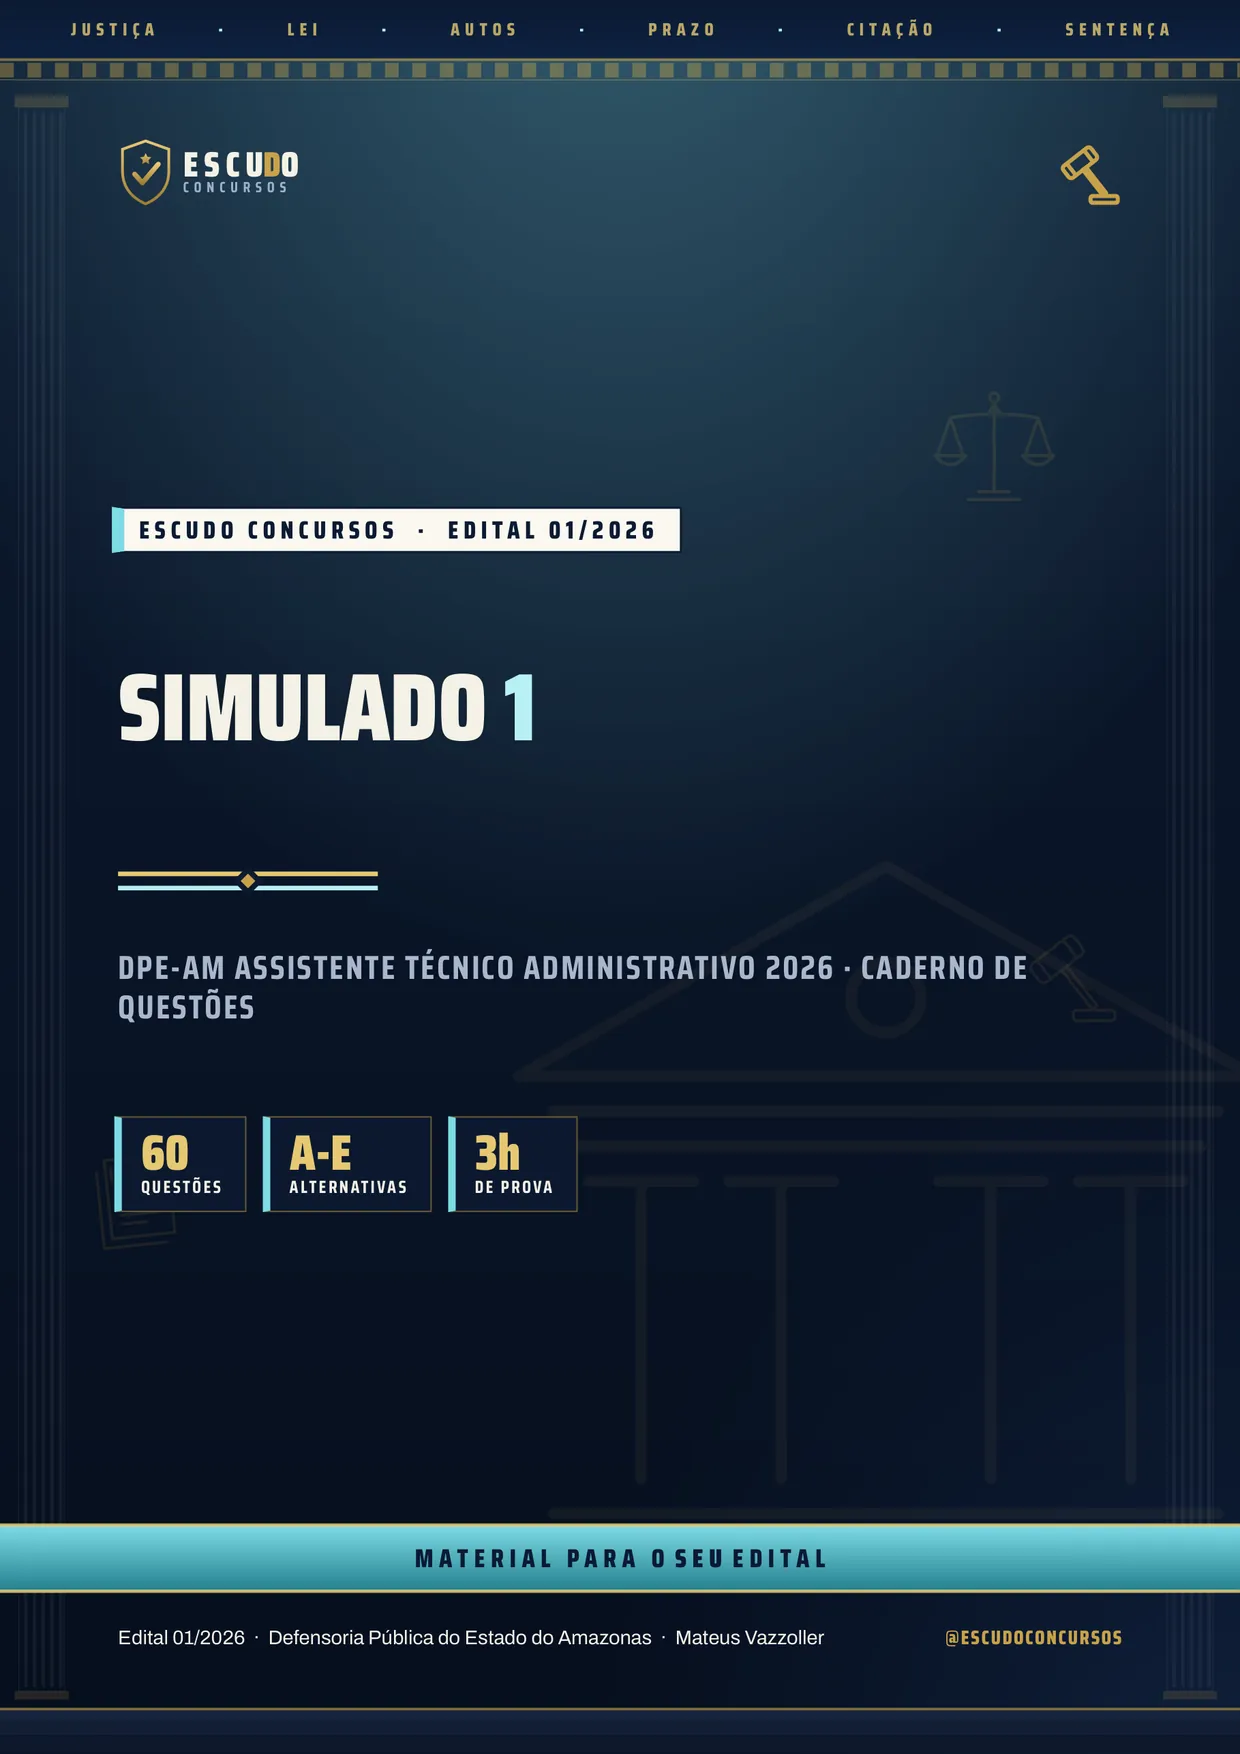 JUSTIÇA · LEI · AUTOS · PRAZO · CITAÇÃO · SENTENÇA
ESCUDO
CONCURSOS
ESCUDO CONCURSOS · EDITAL 01/2026
SIMULADO 1
DPE-AM ASSISTENTE TÉCNICO ADMINISTRATIVO 2026 · CADERNO DE
QUESTÕES
60
QUESTÕES
A-E
ALTERNATIVAS
3h
DE PROVA
MATERIAL PARA O SEU EDITAL
Edital 01/2026 · Defensoria Pública do Estado do Amazonas · Mateus Vazzoller
@ESCUDOCONCURSOS